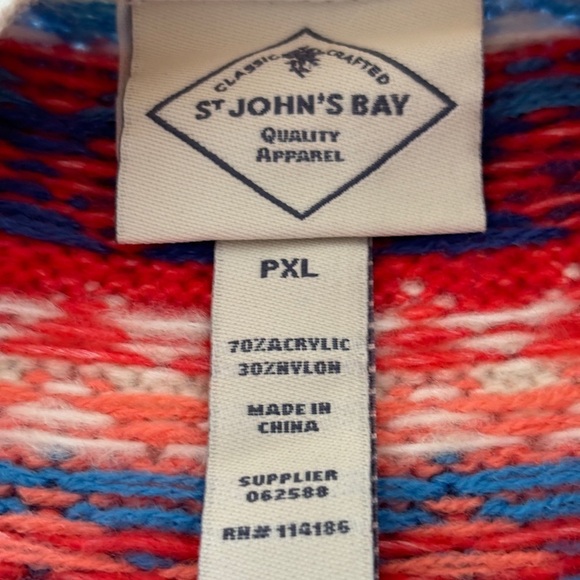 CLASSIC CRAFTED
ST JOHN'S BAY
QUALITY
APPAREL
PXL
70%ACRYLIC
30%NYLON
MADE IN
CHINA
SUPPLIER
062588
RN# 114186